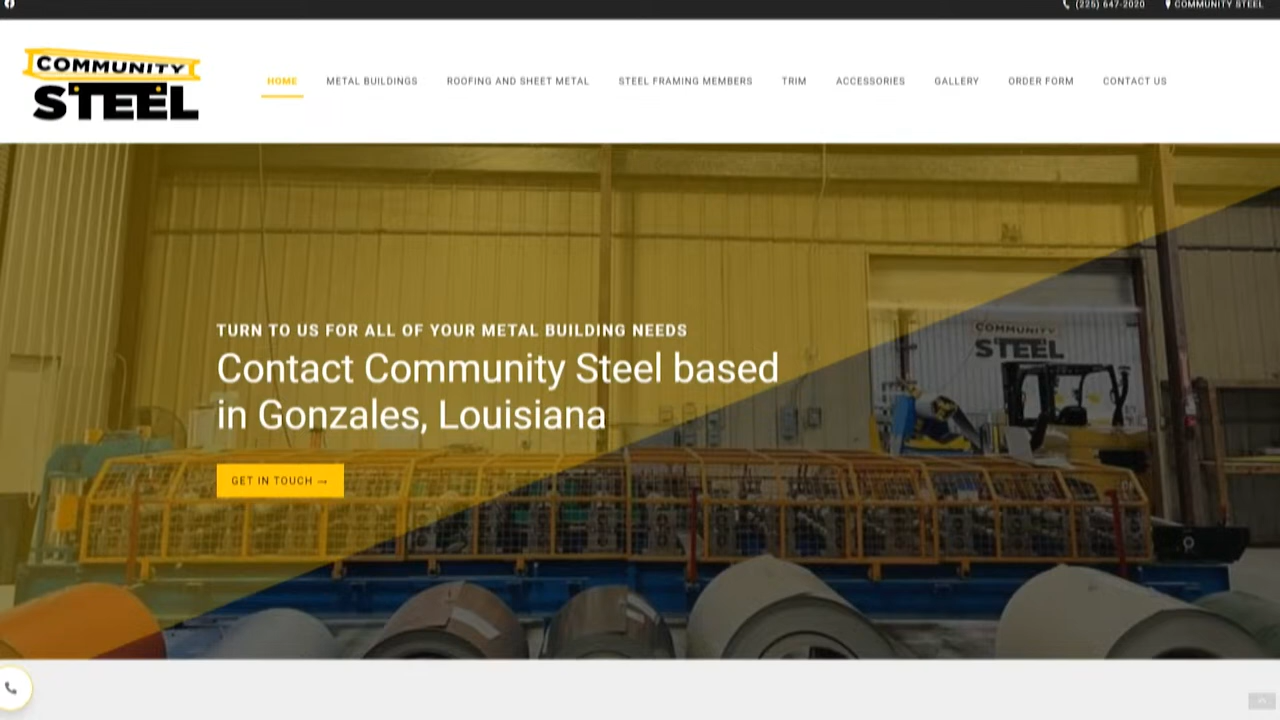 (225) 647-2020 COMMUNITY STEEL
COMMUNITY
STEEL
HOME METAL BUILDINGS ROOFING AND SHEET METAL STEEL FRAMING MEMBERS TRIM ACCESSORIES GALLERY ORDER FORM CONTACT US
COMMUNITY
STEEL
TURN TO US FOR ALL OF YOUR METAL BUILDING NEEDS
Contact Community Steel based
in Gonzales, Louisiana
GET IN TOUCH →